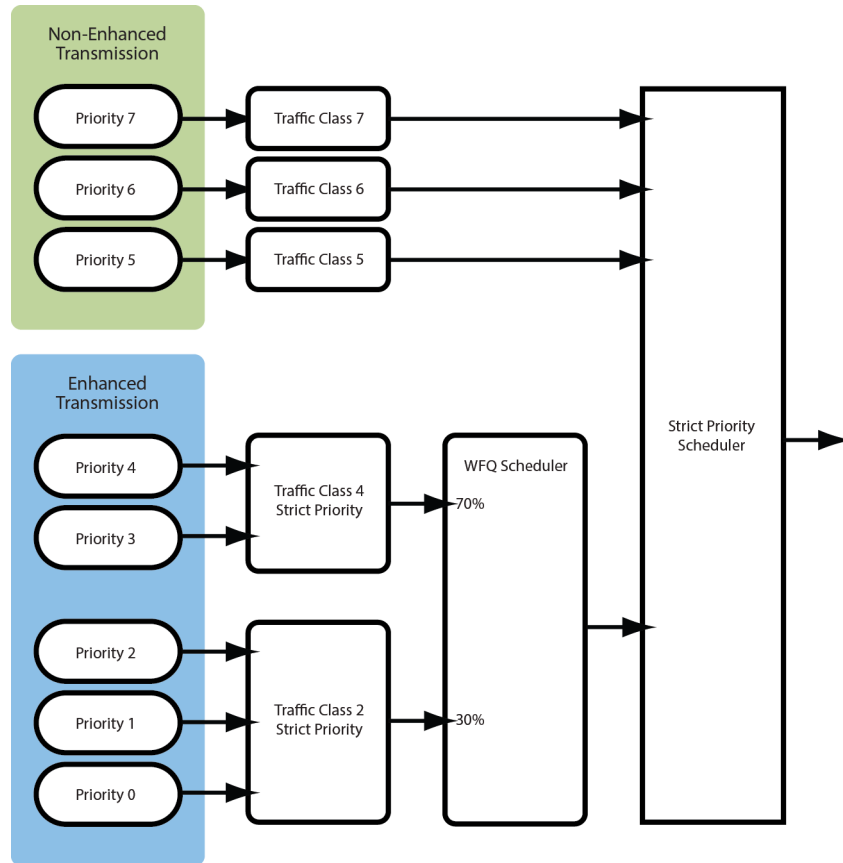 Non-Enhanced
Transmission
Priority 7
Traffic Class 7
Priority 6
Traffic Class 6
Priority 5
Traffic Class 5
Enhanced
Transmission
Priority 4
Priority 3
Traffic Class 4
Strict Priority
WFQ Scheduler
70%
Strict Priority
Scheduler
Priority 2
Priority 1
Priority 0
Traffic Class 2
Strict Priority
30%